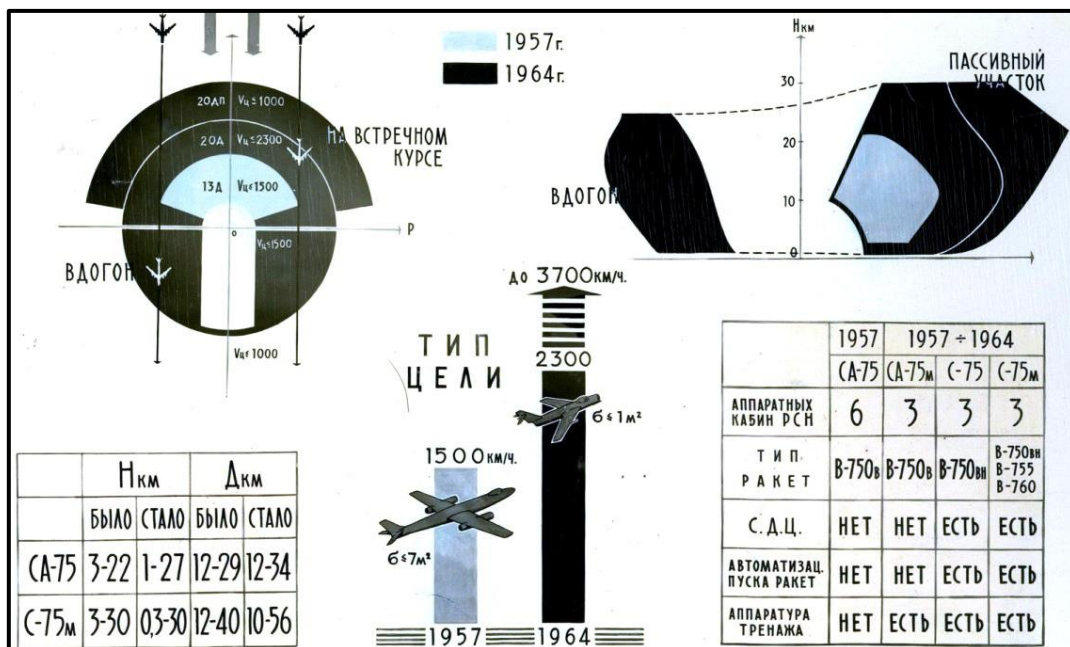 1957г.
1964г.
20ДП Vц≤1000
20Д Vц≤2300
13Д Vц≤1500
НА ВСТРЕЧНОМ
КУРСЕ
0
P
Vц≤1500
ВДОГОН
Vц≤1000
Нкм
30
20
10
0
ПАССИВНЫЙ
УЧАСТОК
ВДОГОН
ДО 3700КМ/Ч.
2300
ТИП
ЦЕЛИ
б≤1м²
1500КМ/Ч.
б≤7м²
1957 1964
Нкм Дкм
БЫЛО СТАЛО БЫЛО СТАЛО
СА-75 3-22 1-27 12-29 12-34
С-75М 3-30 0,3-30 12-40 10-56
1957 1957÷1964
СА-75 СА-75М С-75 С-75М
АППАРАТНЫХ
КАБИН РСН 6 3 3 3
ТИП
РАКЕТ В-750В В-750В В-750ВН В-750ВН
В-755
В-760
С.Д.Ц. НЕТ НЕТ ЕСТЬ ЕСТЬ
АВТОМАТИЗАЦ.
ПУСКА РАКЕТ НЕТ НЕТ ЕСТЬ ЕСТЬ
АППАРАТУРА
ТРЕНАЖА НЕТ ЕСТЬ ЕСТЬ ЕСТЬ